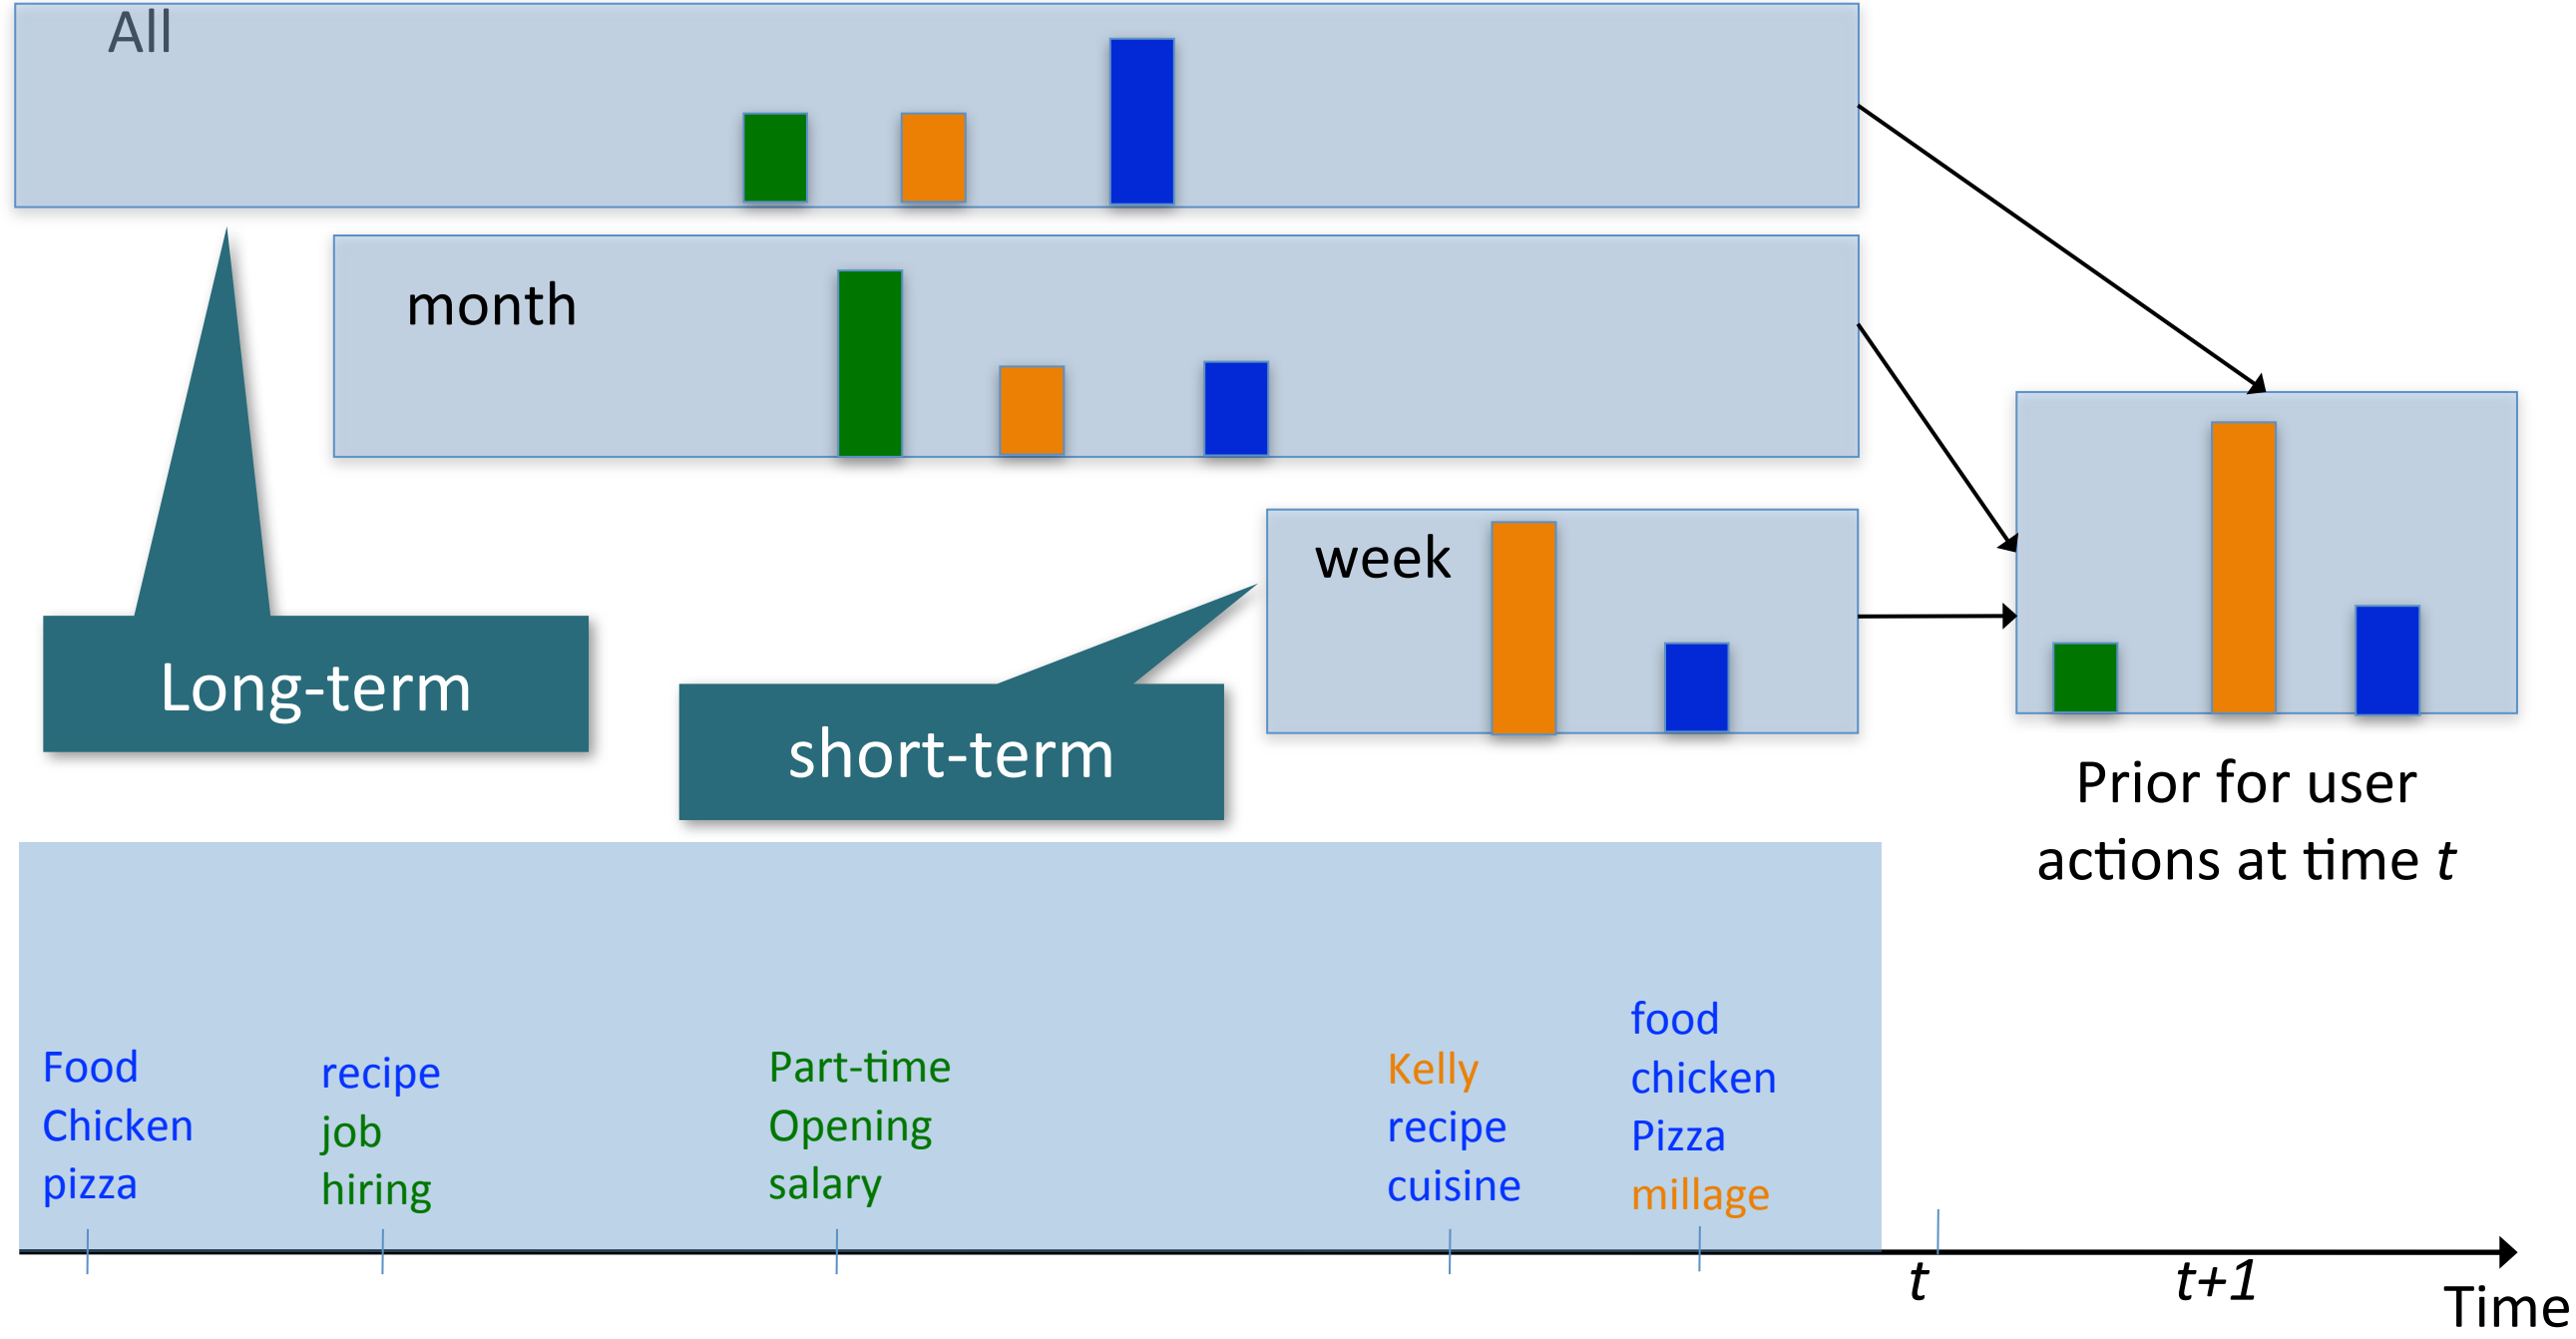 All
month
week
Long-term
short-term
Prior for user
actions at time t
Food
Chicken
pizza
recipe
job
hiring
Part-time
Opening
salary
Kelly
recipe
cuisine
food
chicken
Pizza
millage
t
t+1
Time